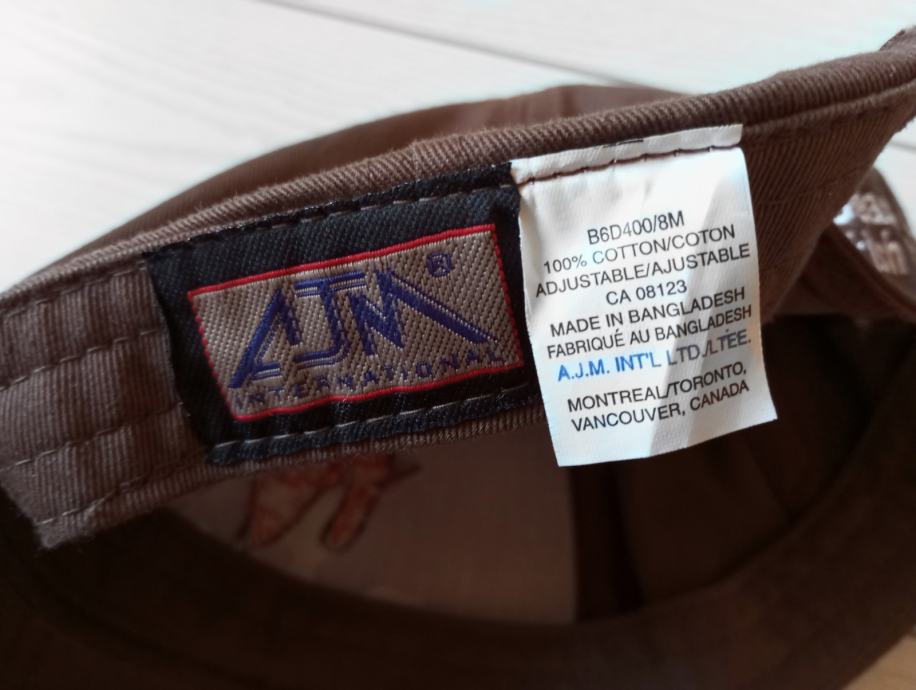 AJM®
INTERNATIONAL
B6D400/8M
100% COTTON/COTON
ADJUSTABLE/AJUSTABLE
CA 08123
MADE IN BANGLADESH
FABRIQUÉ AU BANGLADESH
A.J.M. INT'L LTD./LTEE.
MONTREAL/TORONTO,
VANCOUVER, CANADA